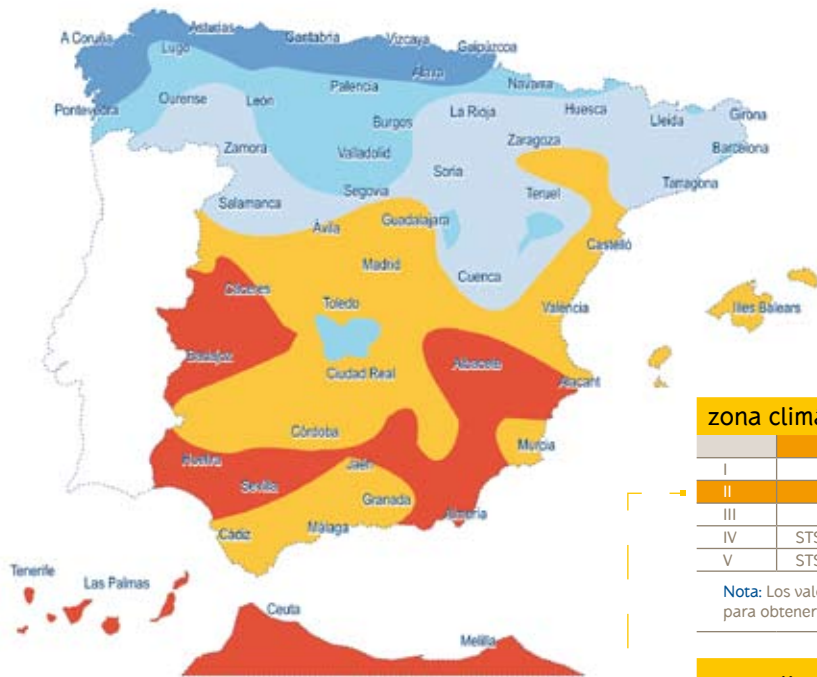 A Coruña
Lugo
Asturias
Cantabria
Vizcaya
Guipúzcoa
Pontevedra
Ourense
León
Palencia
Álava
Navarra
Burgos
La Rioja
Huesca
Lleida
Girona
Zamora
Valladolid
Soria
Zaragoza
Barcelona
Salamanca
Segovia
Teruel
Tarragona
Ávila
Guadalajara
Castelló
Madrid
Cuenca
Cáceres
Toledo
Valencia
Illes Balears
Badajoz
Ciudad Real
Albacete
Alacant
Córdoba
Murcia
Huelva
Sevilla
Jaén
Granada
Almería
Cádiz
Málaga
Tenerife
Las Palmas
Ceuta
Melilla
zona clima
I
II
III
IV STS
V STS
Nota: Los val
para obtener